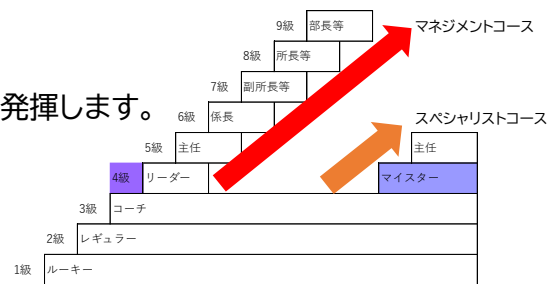 9級 部長等 マネジメントコース
8級 所長等
7級 副所長等
発揮します。
6級 係長 スペシャリストコース
5級 主任 主任
4級 リーダー マイスター
3級 コーチ
2級 レギュラー
1級 ルーキー